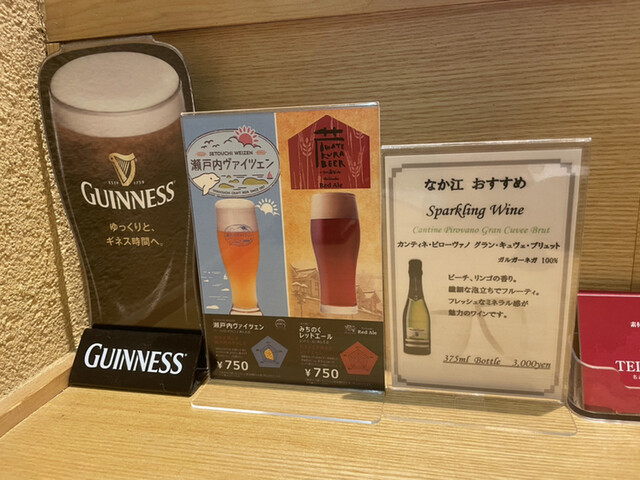 GUINNESS
ゆっくりと、
ギネス時間へ。
GUINNESS
SETOUCHI WEIZEN
瀬戸内ヴァイツェン
IWATE
KURA
BEER
Red Ale
瀬戸内ヴァイツェン
¥750
みちのく
レッドエール
Red Ale
¥750
なか江 おすすめ
Sparkling Wine
Cantine Pirovano Gran Cuvee Brut
カンティネ・ピローヴァノ グラン・キュヴェ・ブリュット
ガルガーネガ 100%
ピーチ、リンゴの香り。
繊細な泡立ちでフルーティ。
フレッシュなミネラル感が
魅力のワインです。
375ml Bottle 3,000yen